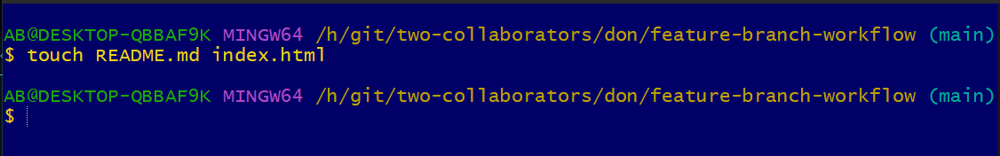 AB@DESKTOP-QBBAF9K MINGW64 /h/git/two-collaborators/don/feature-branch-workflow (main)
$ touch README.md index.html
AB@DESKTOP-QBBAF9K MINGW64 /h/git/two-collaborators/don/feature-branch-workflow (main)
$